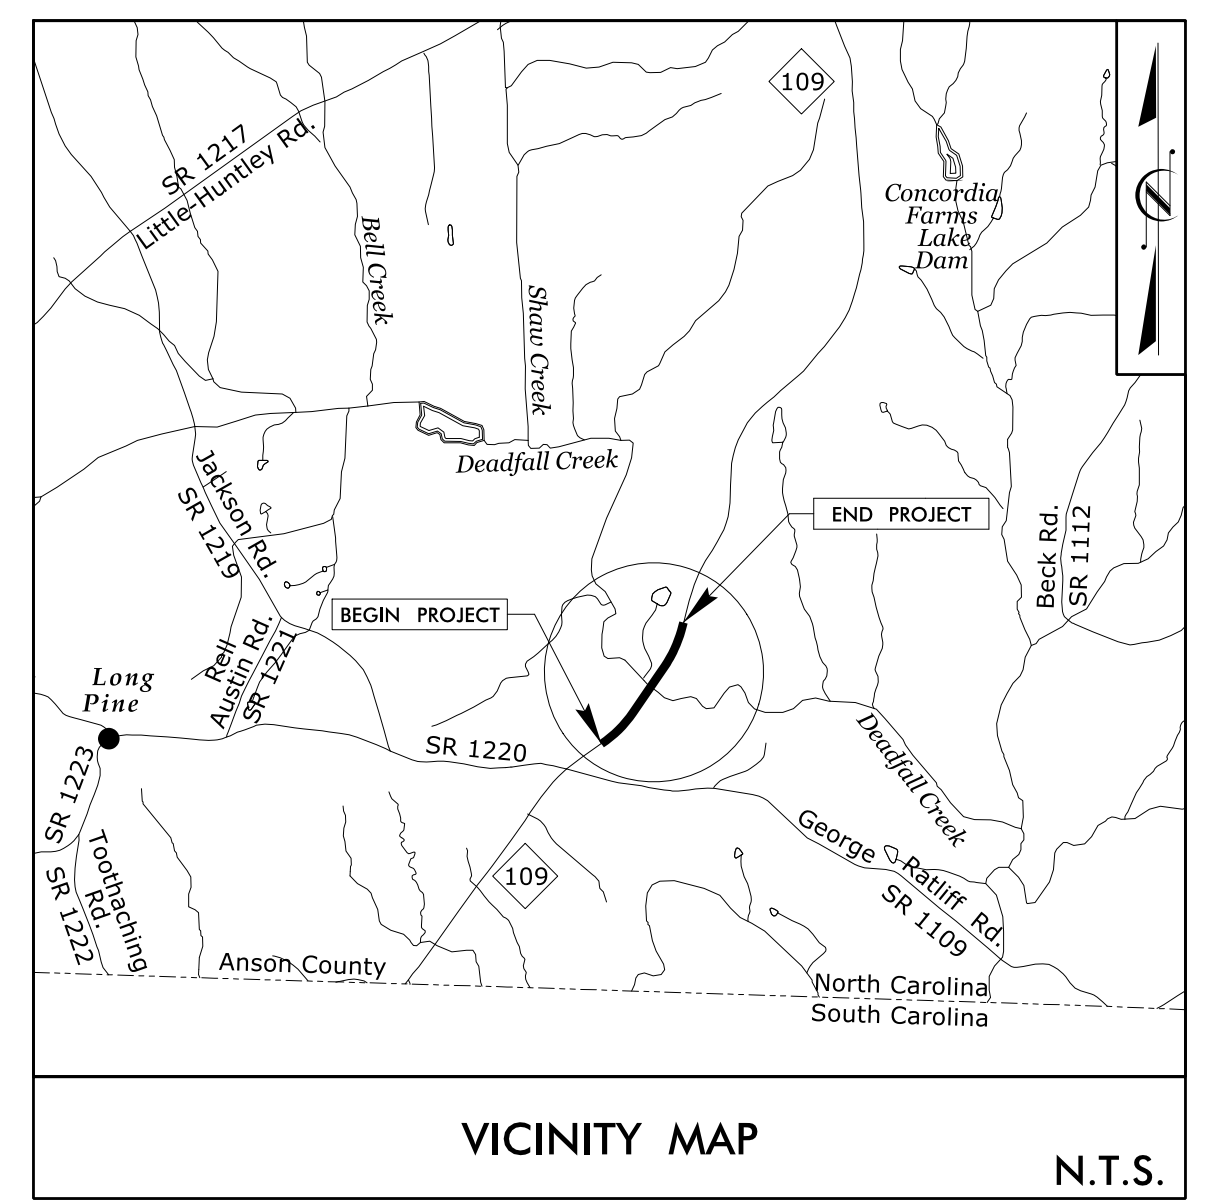 109
SR 1217
Little-Huntley Rd.
Concordia
Farms
Lake
Dam
N
Bell Creek
Shaw Creek
Deadfall Creek
Jackson Rd.
SR 1219
END PROJECT
Beck Rd.
SR 1112
BEGIN PROJECT
Rell
Austin Rd.
SR 1221
Long
Pine
SR 1220
Deadfall Creek
SR 1223
Toothaching
Rd.
SR 1222
109
George Ratliff Rd.
SR 1109
Anson County
North Carolina
South Carolina
VICINITY MAP
N.T.S.